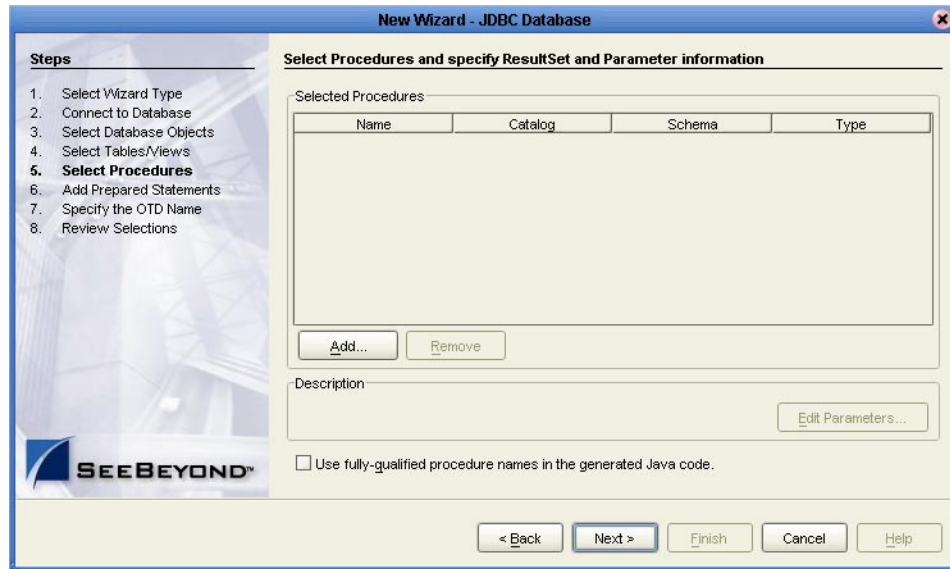 New Wizard - JDBC Database
Steps
1. Select Wizard Type
2. Connect to Database
3. Select Database Objects
4. Select Tables/Views
5. Select Procedures
6. Add Prepared Statements
7. Specify the OTD Name
8. Review Selections
SEEBEYOND™
Select Procedures and specify ResultSet and Parameter information
Selected Procedures
Name Catalog Schema Type
Add... Remove
Description
Edit Parameters...
Use fully-qualified procedure names in the generated Java code.
< Back Next > Finish Cancel Help